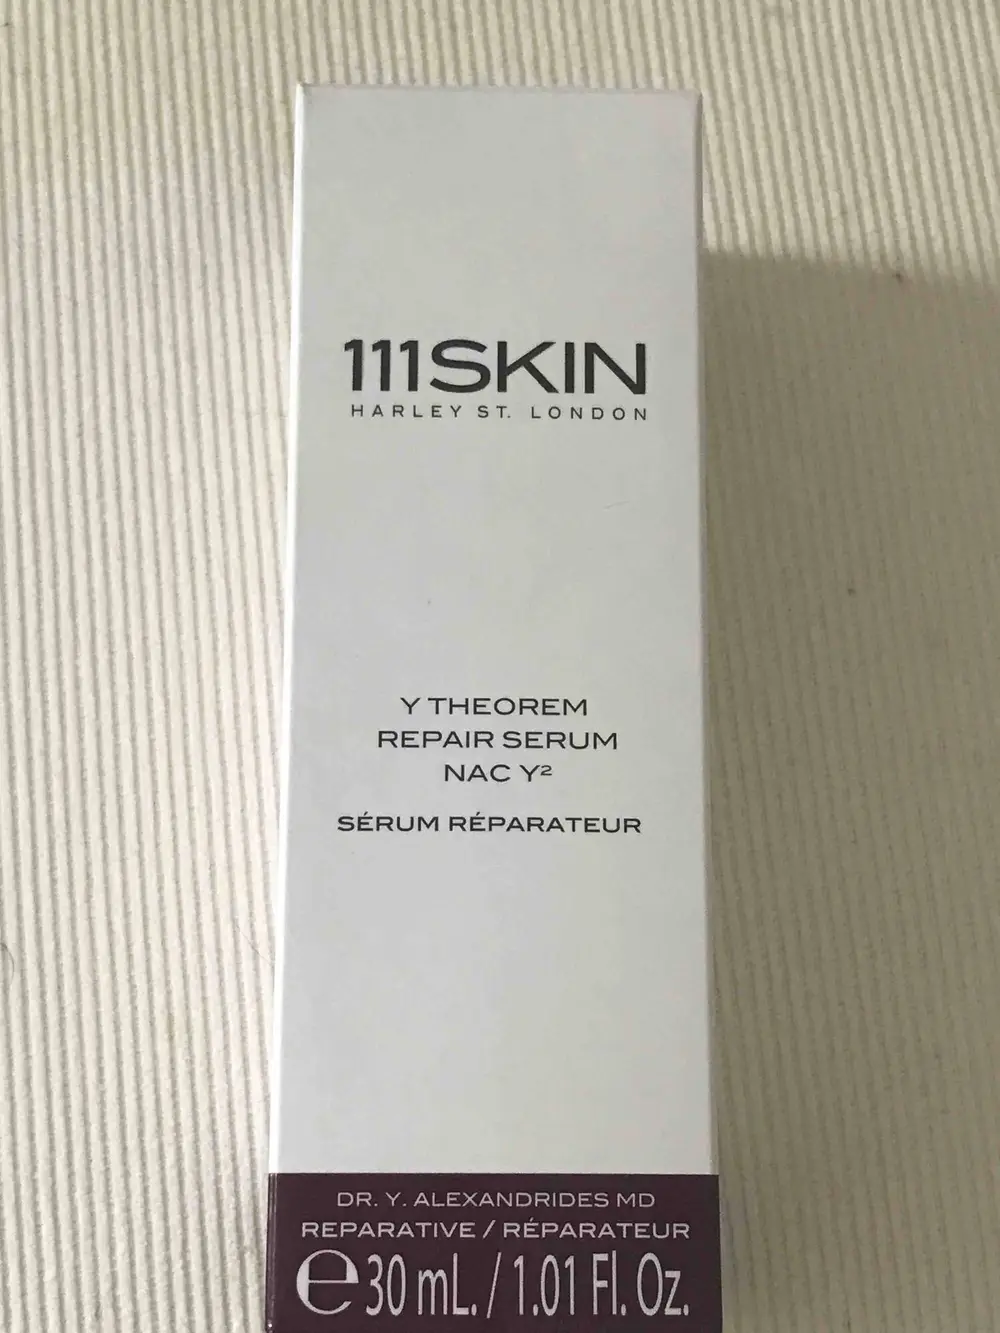 111SKIN
HARLEY ST. LONDON
Y THEOREM
REPAIR SERUM
NAC Y²
SÉRUM RÉPARATEUR
DR. Y. ALEXANDRIDES MD
REPARATIVE / RÉPARATEUR
℮ 30 mL. / 1.01 Fl. Oz.